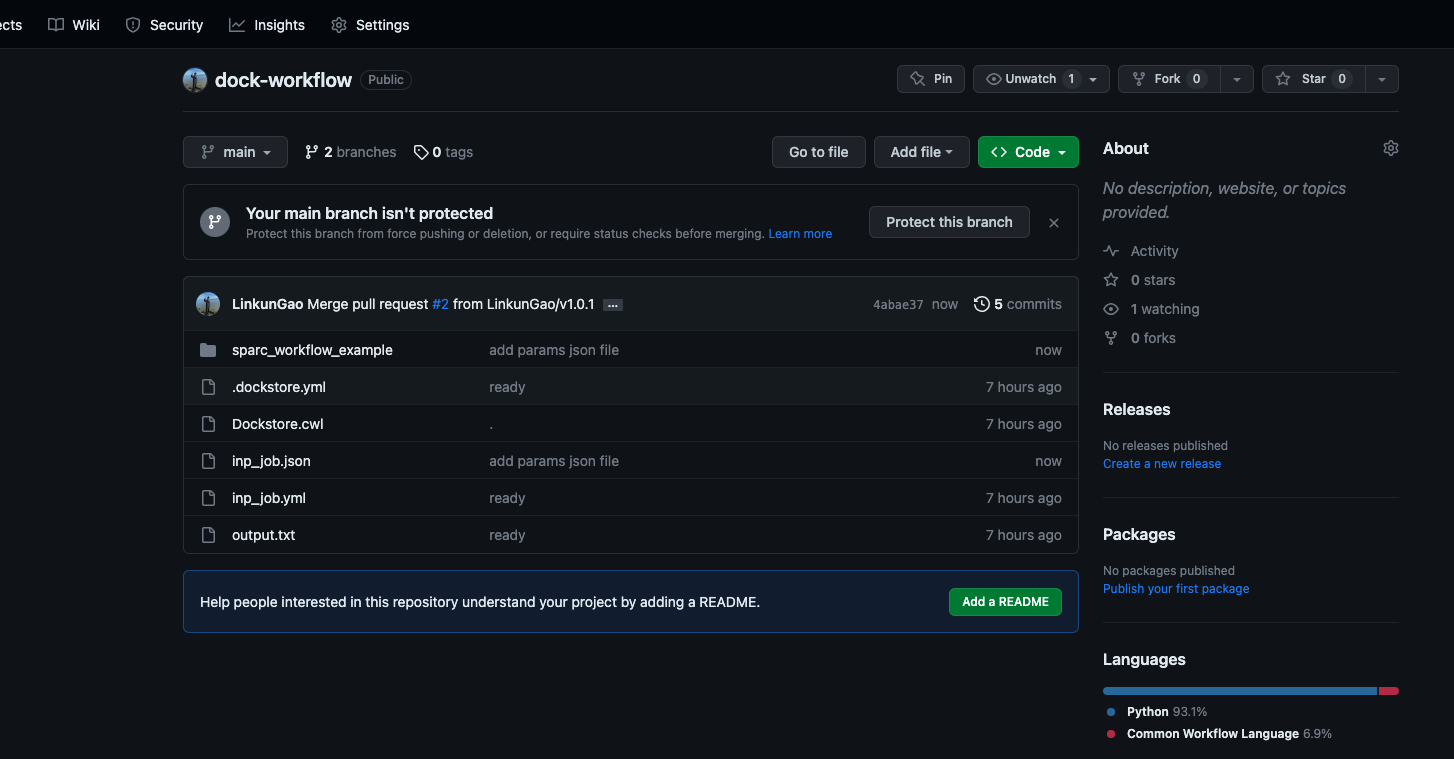 ects Wiki Security Insights Settings
dock-workflow Public Pin Unwatch 1 Fork 0 Star 0
main 2 branches 0 tags Go to file Add file Code
Your main branch isn't protected
Protect this branch from force pushing or deletion, or require status checks before merging. Learn more
Protect this branch
LinkunGao Merge pull request #2 from LinkunGao/v1.0.1 ... 4abae37 now 5 commits
sparc_workflow_example add params json file now
.dockstore.yml ready 7 hours ago
Dockstore.cwl . 7 hours ago
inp_job.json add params json file now
inp_job.yml ready 7 hours ago
output.txt ready 7 hours ago
Help people interested in this repository understand your project by adding a README. Add a README
About
No description, website, or topics
provided.
Activity
0 stars
1 watching
0 forks
Releases
No releases published
Create a new release
Packages
No packages published
Publish your first package
Languages
Python 93.1%
Common Workflow Language 6.9%